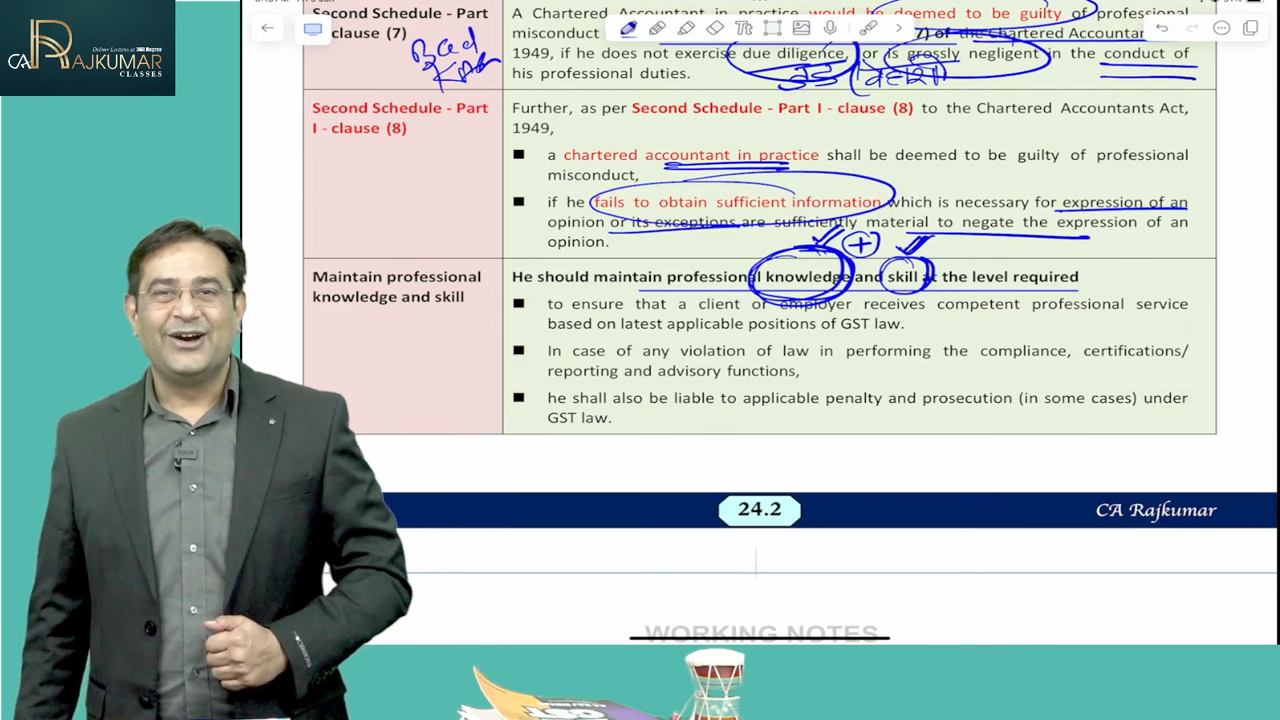 Second Schedule - Part
I clause (7)
A Chartered Accountant in practice would be deemed to be guilty of professional
misconduct 7) of the Chartered Accountan
1949, if he does not exercise due diligence, or is grossly negligent in the conduct of
his professional duties.
Bad
Deliver Lectures at 360 Degree
CA RAJKUMAR
CLASSES
Second Schedule - Part
I - clause (8)
Further, as per Second Schedule - Part I - clause (8) to the Chartered Accountants Act,
1949,
■ a chartered accountant in practice shall be deemed to be guilty of professional
misconduct,
■ if he fails to obtain sufficient information which is necessary for expression of an
opinion or its exceptions are sufficiently material to negate the expression of an
opinion.
Maintain professional
knowledge and skill
He should maintain professional knowledge and skill at the level required
■ to ensure that a client or employer receives competent professional service
based on latest applicable positions of GST law.
■ In case of any violation of law in performing the compliance, certifications/
reporting and advisory functions,
■ he shall also be liable to applicable penalty and prosecution (in some cases) under
GST law.
24.2
CA Rajkumar
WORKING NOTES